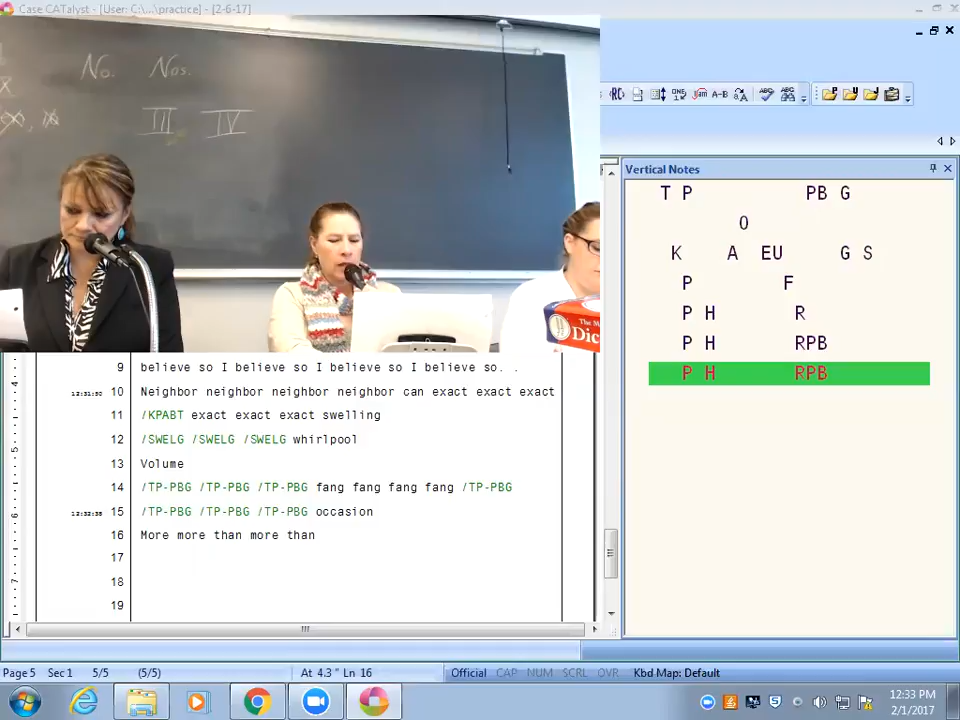 Case CATalyst - [User: C:\...\practice] - [2-6-17]
No. Nos.
X
III IV
Dic
Vertical Notes
T P PB G
O
K A EU G S
P F
P H R
P H RPB
P H RPB
9 believe so I believe so I believe so I believe so. .
12:31:50 10 Neighbor neighbor neighbor neighbor can exact exact exact
11 /KPABT exact exact exact swelling
12 /SWELG /SWELG /SWELG whirlpool
13 Volume
14 /TP-PBG /TP-PBG /TP-PBG fang fang fang fang /TP-PBG
12:32:35 15 /TP-PBG /TP-PBG /TP-PBG occasion
16 More more than more than
17
18
19
Page 5 Sec 1 5/5 (5/5) At 4.3 " Ln 16 Official CAP NUM SCRL OVR Kbd Map: Default
12:33 PM
2/1/2017